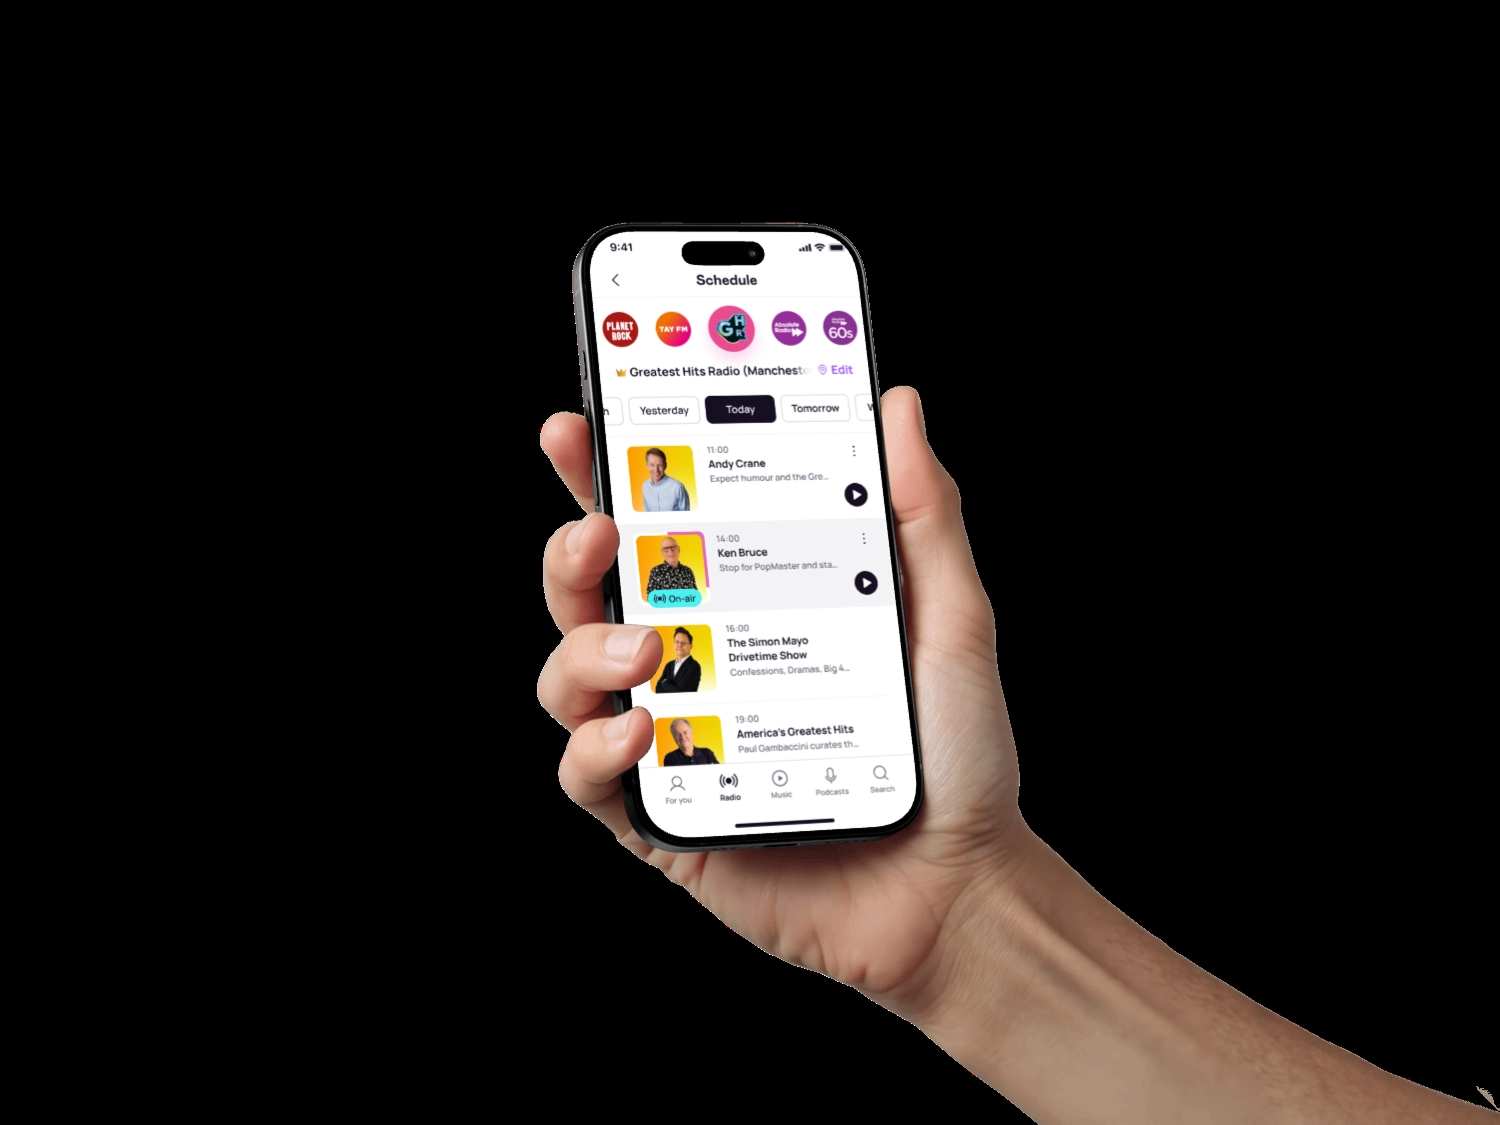 9:41
Schedule
PLANET
ROCK
TAY FM
GHR
Absolute
Radio
60s
Greatest Hits Radio (Mancheste
Edit
h
Yesterday
Today
Tomorrow
W
11:00
Andy Crane
Expect humour and the Gre...
14:00
Ken Bruce
Stop for PopMaster and sta...
On-air
16:00
The Simon Mayo
Drivetime Show
Confessions, Dramas, Big 4...
19:00
America's Greatest Hits
Paul Gambaccini curates th...
For you
Radio
Music
Podcasts
Search